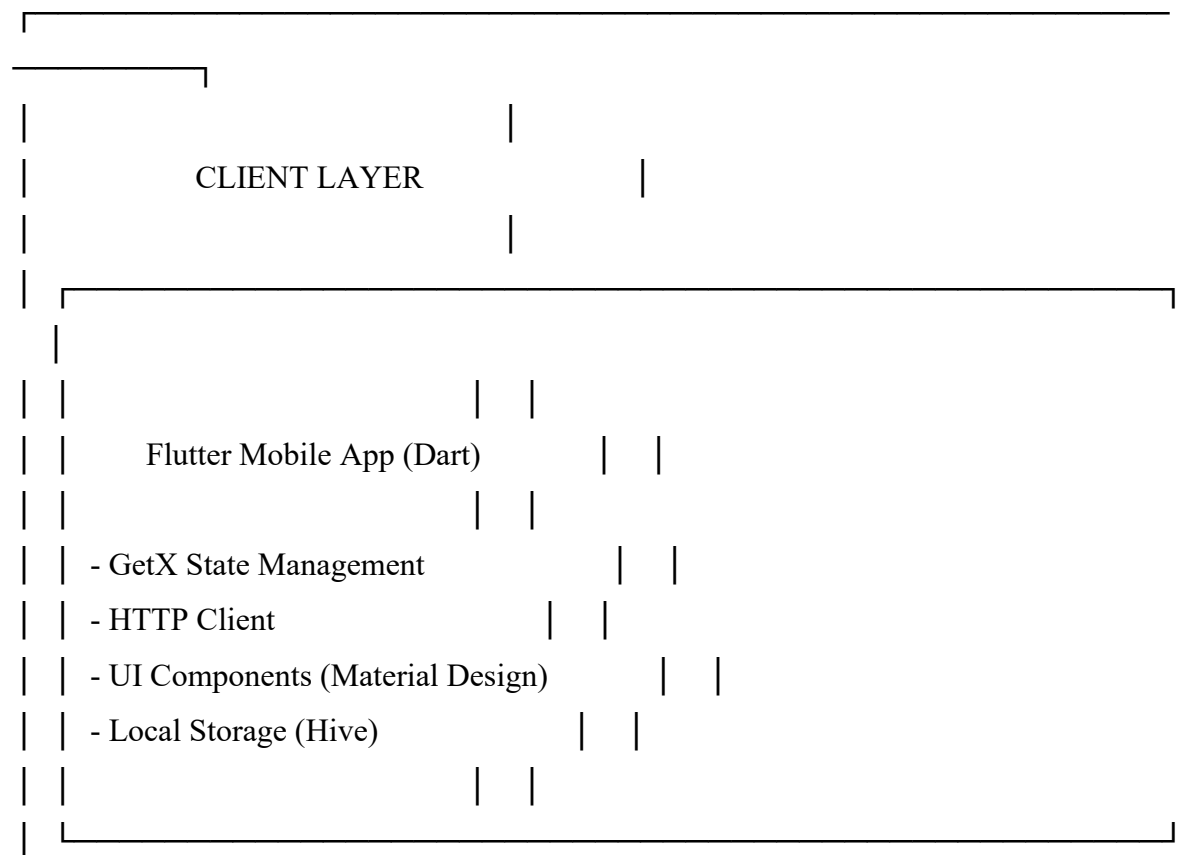 CLIENT LAYER
Flutter Mobile App (Dart)
- GetX State Management
- HTTP Client
- UI Components (Material Design)
- Local Storage (Hive)